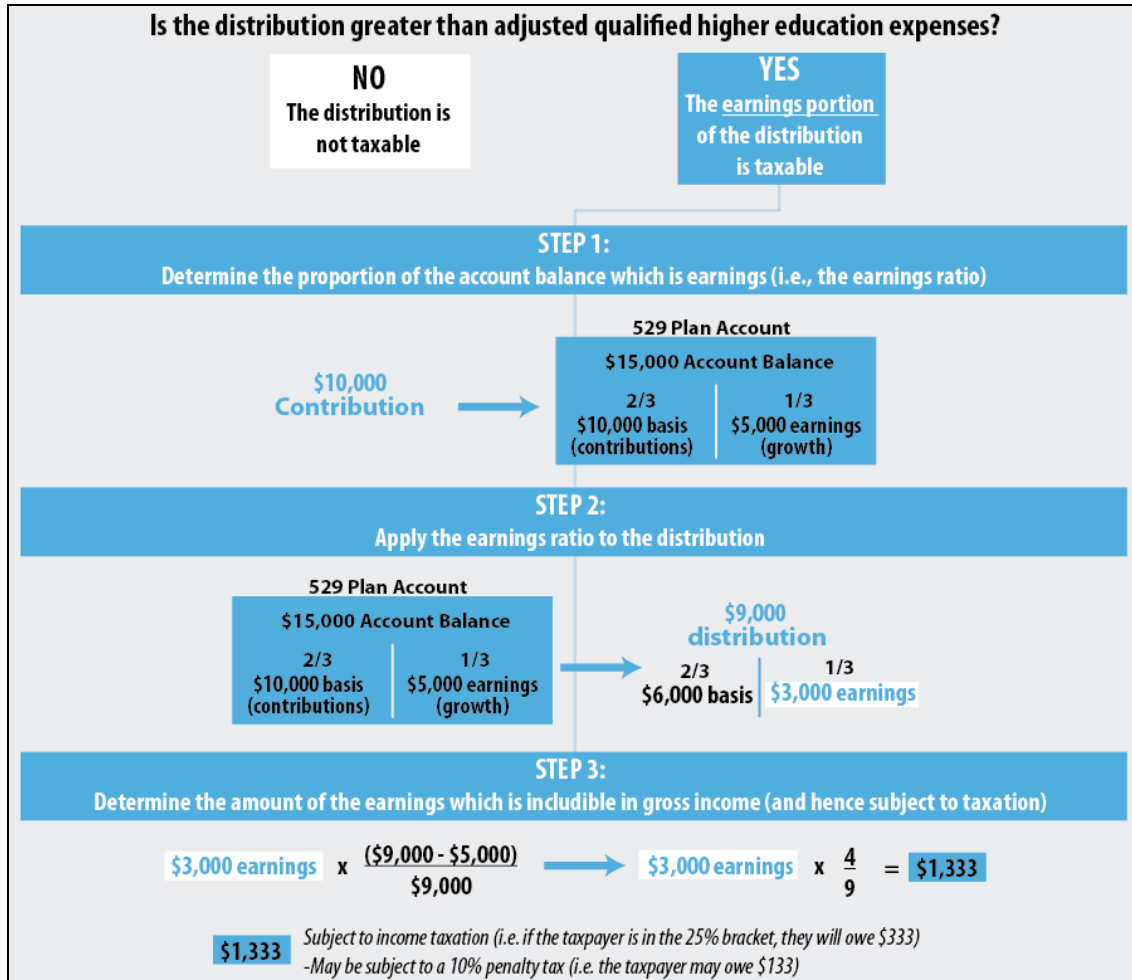 Is the distribution greater than adjusted qualified higher education expenses?
NO
The distribution is
not taxable
YES
The earnings portion
of the distribution
is taxable
STEP 1:
Determine the proportion of the account balance which is earnings (i.e., the earnings ratio)
$10,000
Contribution
529 Plan Account
$15,000 Account Balance
2/3
$10,000 basis
(contributions)
1/3
$5,000 earnings
(growth)
STEP 2:
Apply the earnings ratio to the distribution
529 Plan Account
$15,000 Account Balance
2/3
$10,000 basis
(contributions)
1/3
$5,000 earnings
(growth)
$9,000
distribution
2/3
$6,000 basis
1/3
$3,000 earnings
STEP 3:
Determine the amount of the earnings which is includible in gross income (and hence subject to taxation)
$3,000 earnings x ($9,000 - $5,000)
$9,000
$3,000 earnings x 4
9
= $1,333
$1,333
Subject to income taxation (i.e. if the taxpayer is in the 25% bracket, they will owe $333)
-May be subject to a 10% penalty tax (i.e. the taxpayer may owe $133)